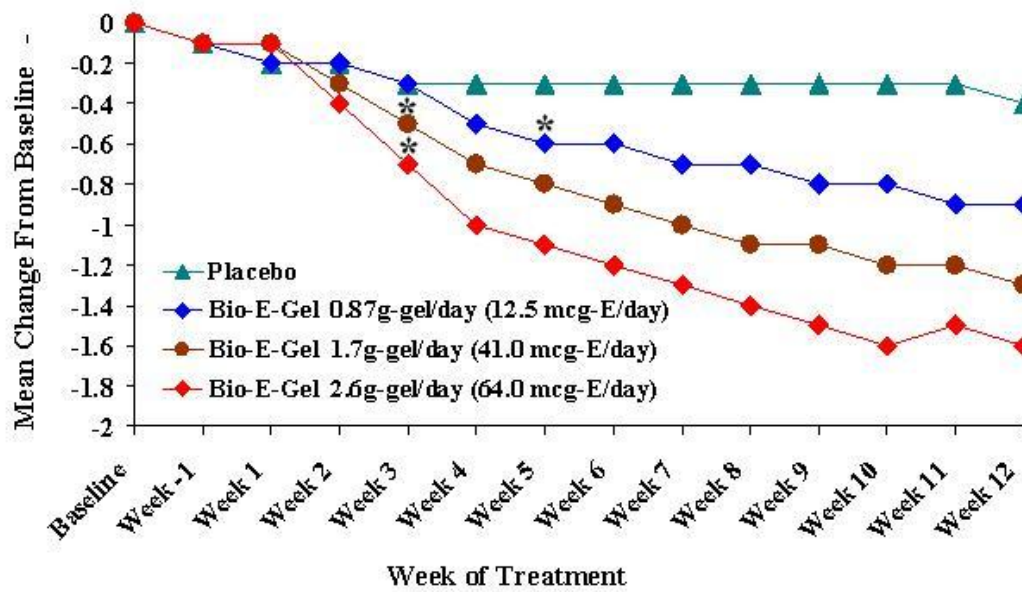 Mean Change From Baseline -
0
-0.2
-0.4
-0.6
-0.8
-1
-1.2
-1.4
-1.6
-1.8
-2
*
*
*
Placebo
Bio-E-Gel 0.87g-gel/day (12.5 mcg-E/day)
Bio-E-Gel 1.7g-gel/day (41.0 mcg-E/day)
Bio-E-Gel 2.6g-gel/day (64.0 mcg-E/day)
Baseline
Week -1
Week 1
Week 2
Week 3
Week 4
Week 5
Week 6
Week 7
Week 8
Week 9
Week 10
Week 11
Week 12
Week of Treatment